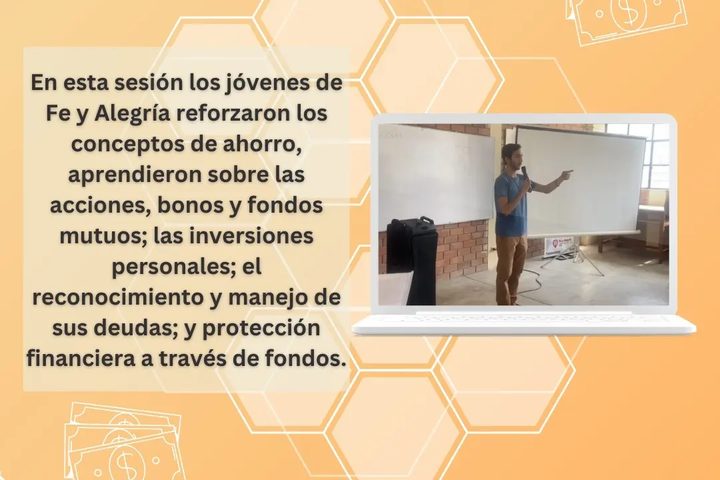 En esta sesión los jóvenes de
Fe y Alegría reforzaron los
conceptos de ahorro,
aprendieron sobre las
acciones, bonos y fondos
mutuos; las inversiones
personales; el
reconocimiento y manejo de
sus deudas; y protección
financiera a través de fondos.